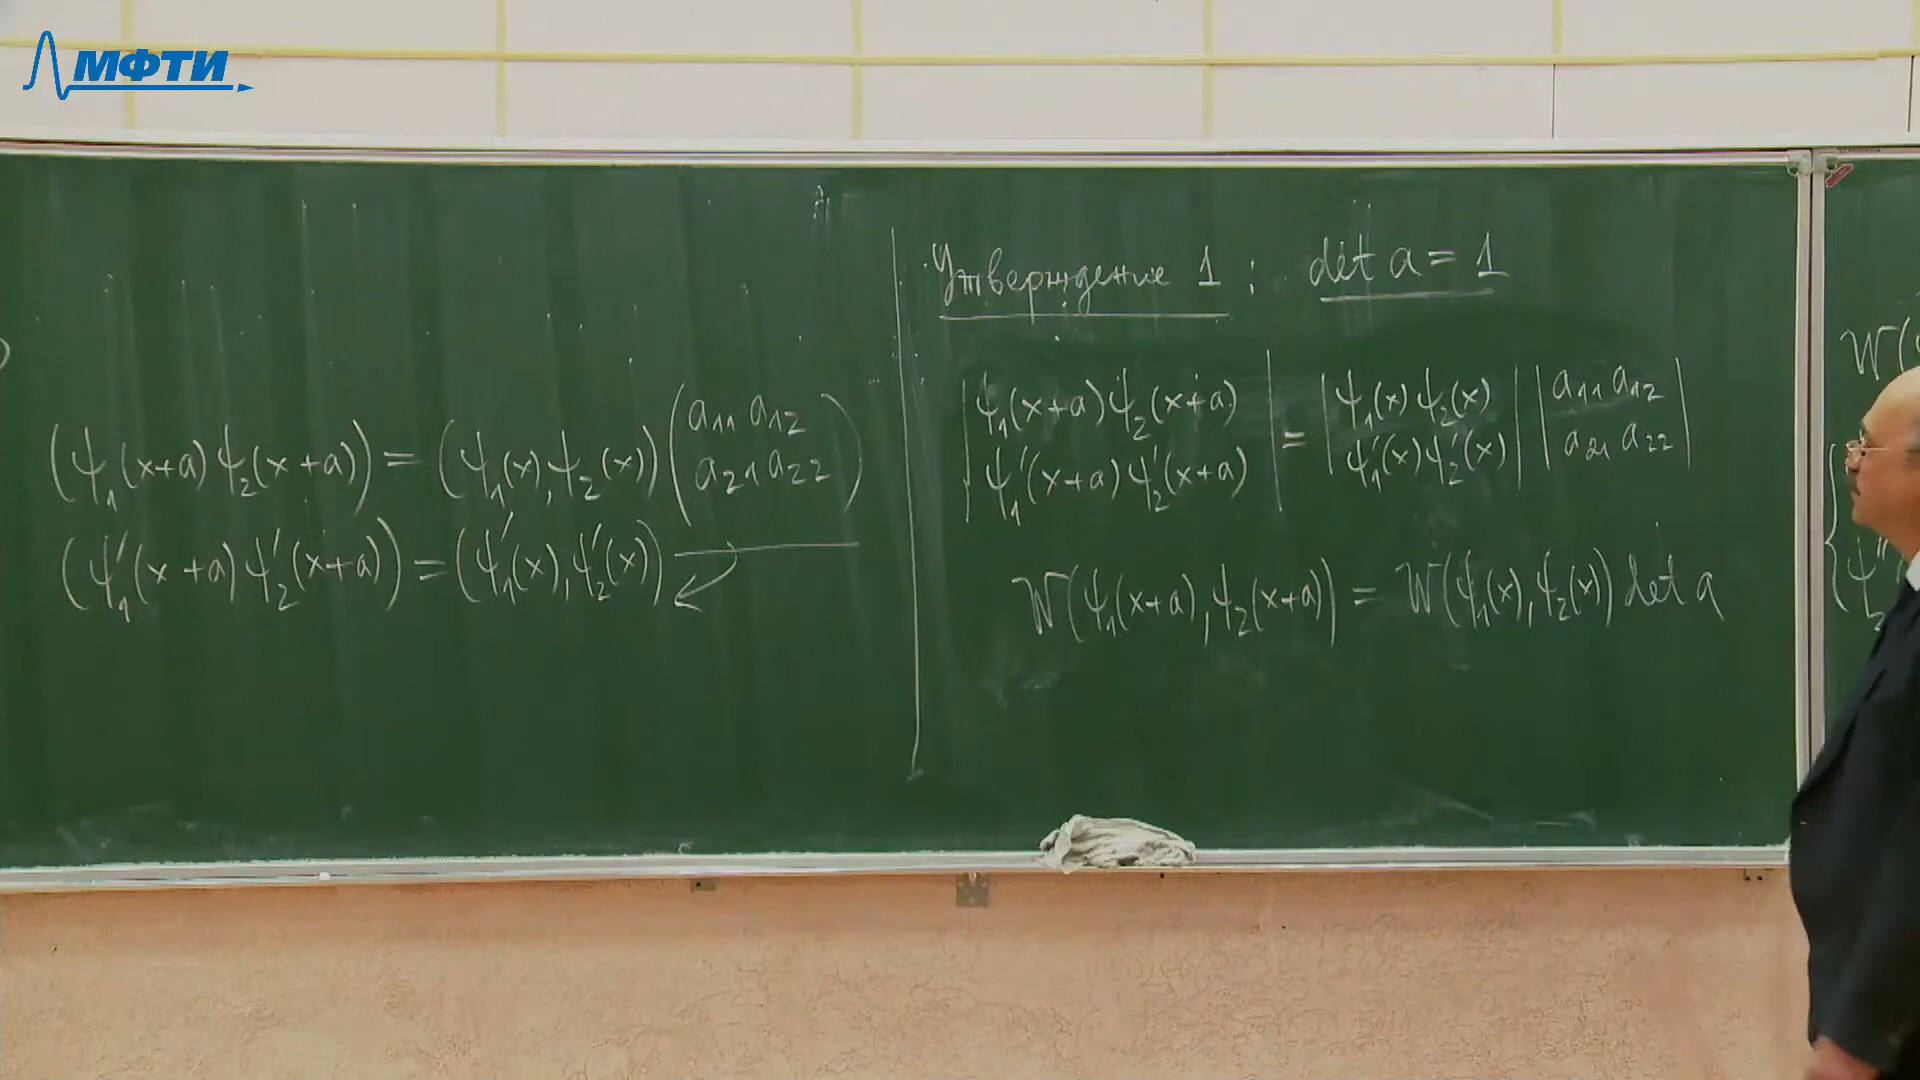 МФТИ
(ψ₁(x+a) ψ₂(x+a)) = (ψ₁(x), ψ₂(x)) (a₁₁ a₁₂
a₂₁ a₂₂)
(ψ₁'(x+a) ψ₂'(x+a)) = (ψ₁'(x), ψ₂'(x))
Утверждение 1 : det a = 1
|ψ₁(x+a) ψ₂(x+a)| = |ψ₁(x) ψ₂(x)| |a₁₁ a₁₂|
|ψ₁'(x+a) ψ₂'(x+a)| |ψ₁'(x) ψ₂'(x)| |a₂₁ a₂₂|
W(ψ₁(x+a), ψ₂(x+a)) = W(ψ₁(x), ψ₂(x)) det a
W(